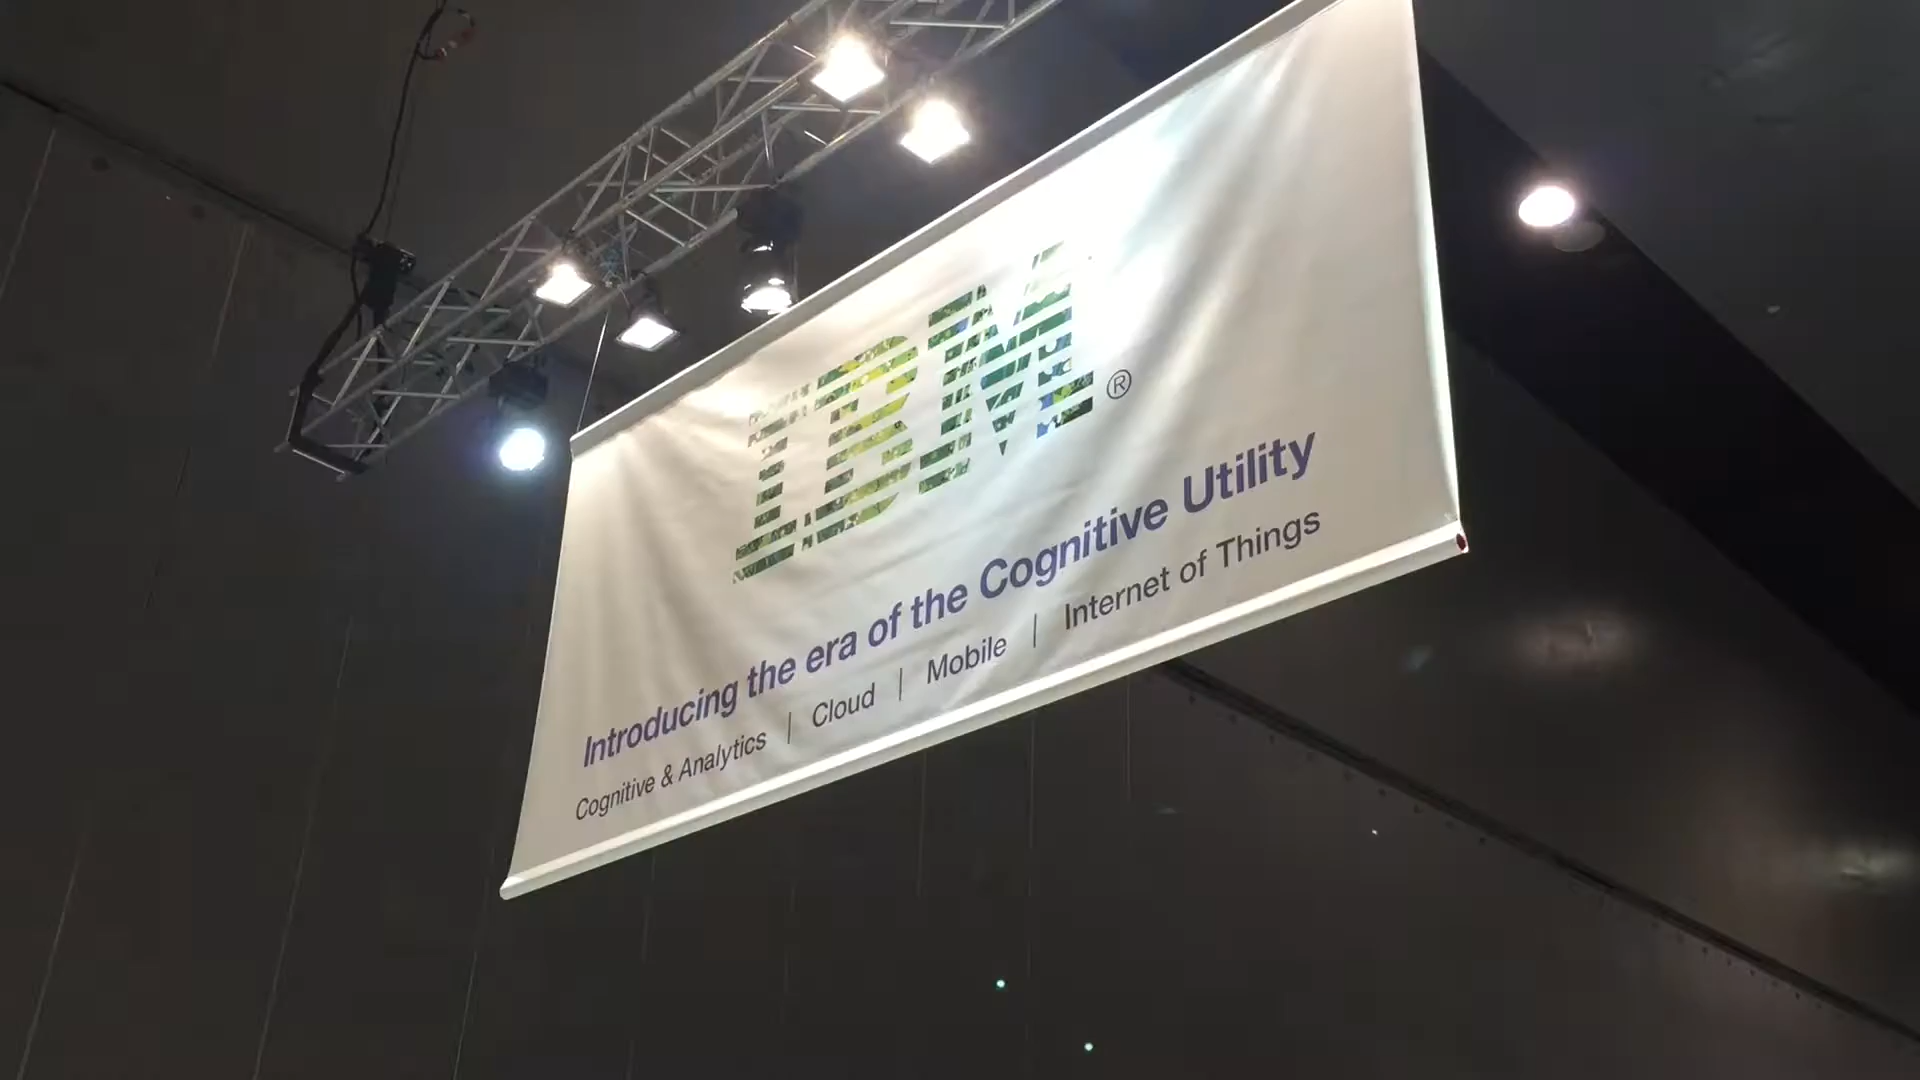 IBM®
Introducing the era of the Cognitive Utility
Cognitive & Analytics | Cloud | Mobile | Internet of Things